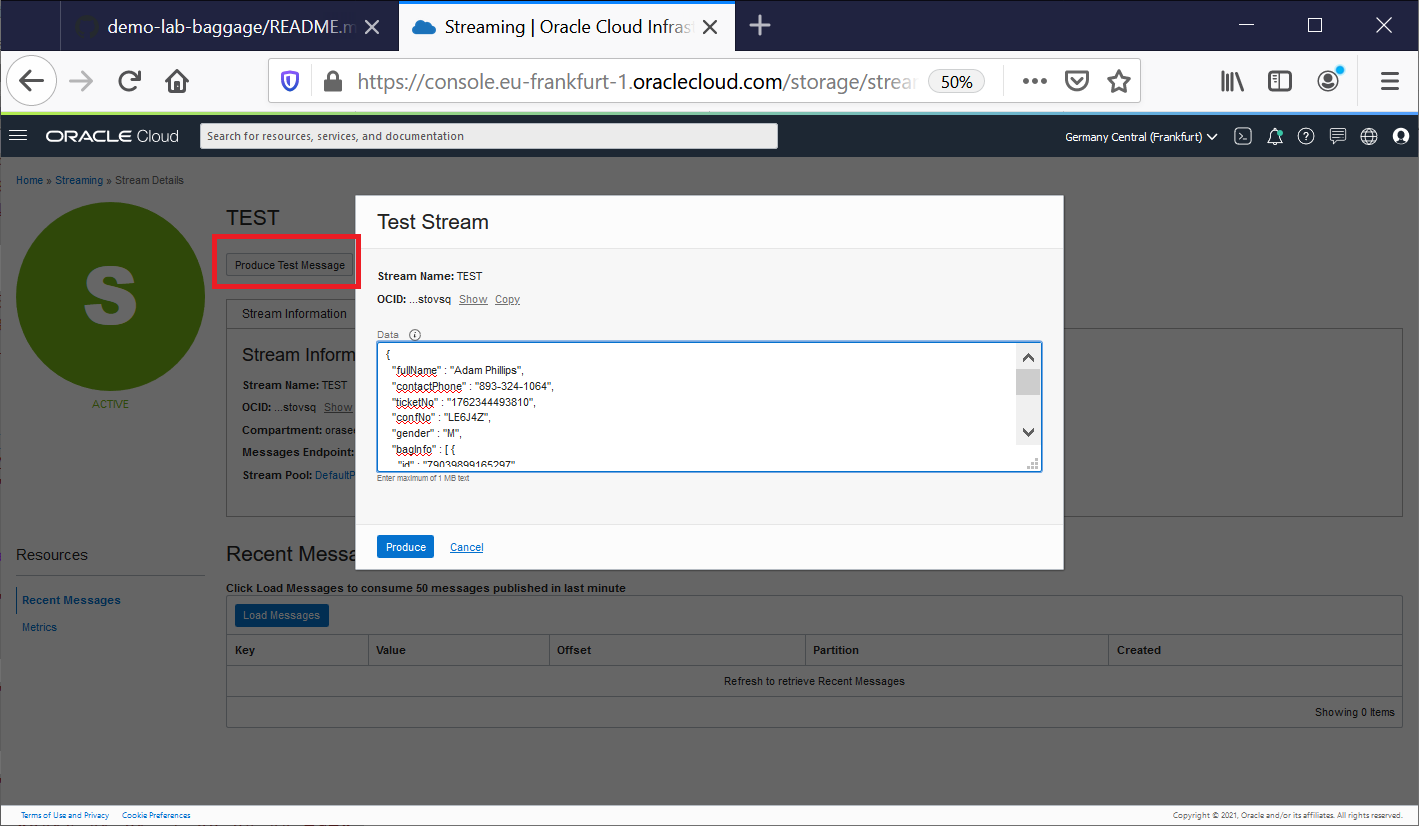 demo-lab-baggage/README.m
Streaming | Oracle Cloud Infras
https://console.eu-frankfurt-1.oraclecloud.com/storage/strear
50%
ORACLE Cloud
Search for resources, services, and documentation
Germany Central (Frankfurt)
Home » Streaming » Stream Details
S
ACTIVE
TEST
Produce Test Message
Stream Information
Stream Inform
Stream Name: TEST
OCID: ...stovsq Show
Compartment: orase
Messages Endpoint:
Stream Pool: DefaultP
Test Stream
Stream Name: TEST
OCID: ...stovsq Show Copy
Data
{
"fullName" : "Adam Phillips",
"contactPhone" : "893-324-1064",
"ticketNo" : "1762344493810",
"confNo" : "LE6J4Z",
"gender" : "M",
"bagInfo" : [ {
"id" : "79039899165297"
Enter maximum of 1 MB text
Produce Cancel
Resources
Recent Messages
Metrics
Recent Messa
Click Load Messages to consume 50 messages published in last minute
Load Messages
Key Value Offset Partition Created
Refresh to retrieve Recent Messages
Showing 0 Items
Terms of Use and Privacy Cookie Preferences
Copyright © 2021, Oracle and/or its affiliates. All rights reserved.